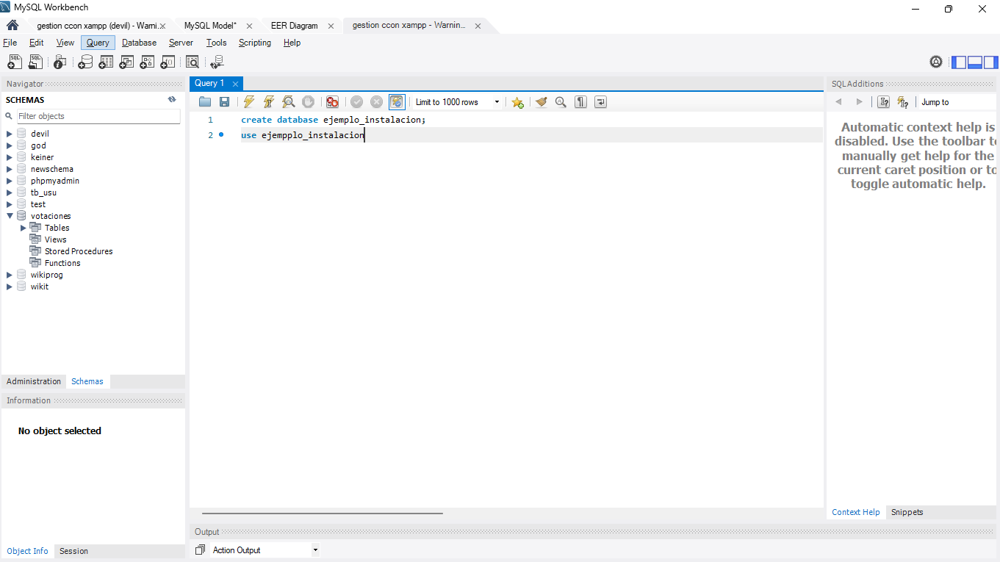 MySQL Workbench
gestion ccon xampp (devil) - Warni...
MySQL Model*
EER Diagram
gestion ccon xampp - Warnin...
File Edit View Query Database Server Tools Scripting Help
Navigator
SCHEMAS
Filter objects
devil
god
keiner
newschema
phpmyadmin
tb_usu
test
votaciones
Tables
Views
Stored Procedures
Functions
wikiprog
wikit
Administration Schemas
Information
No object selected
Object Info Session
Query 1
Limit to 1000 rows
1 create database ejemplo_instalacion;
2 use ejempplo_instalacion
Output
Action Output
SQLAdditions
Jump to
Automatic context help is
disabled. Use the toolbar to
manually get help for the
current caret position or to
toggle automatic help.
Context Help Snippets